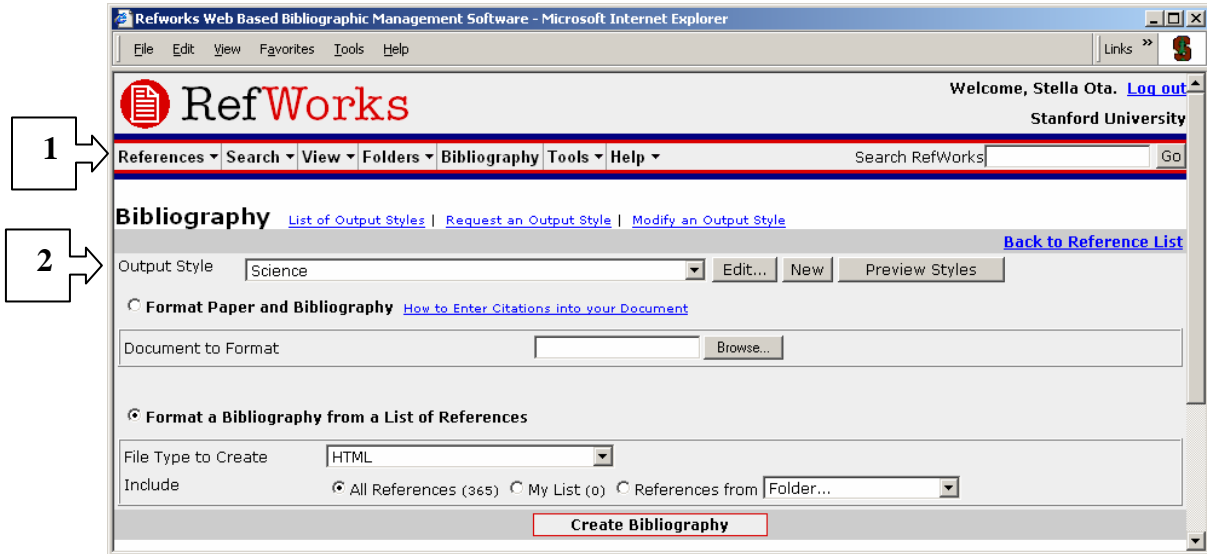 Refworks Web Based Bibliographic Management Software - Microsoft Internet Explorer
File Edit View Favorites Tools Help Links »
RefWorks
Welcome, Stella Ota. Log out
Stanford University
1
References Search View Folders Bibliography Tools Help Search RefWorks Go
Bibliography List of Output Styles | Request an Output Style | Modify an Output Style
Back to Reference List
2
Output Style Science Edit... New Preview Styles
Format Paper and Bibliography How to Enter Citations into your Document
Document to Format Browse...
Format a Bibliography from a List of References
File Type to Create HTML
Include All References (365) My List (0) References from Folder...
Create Bibliography